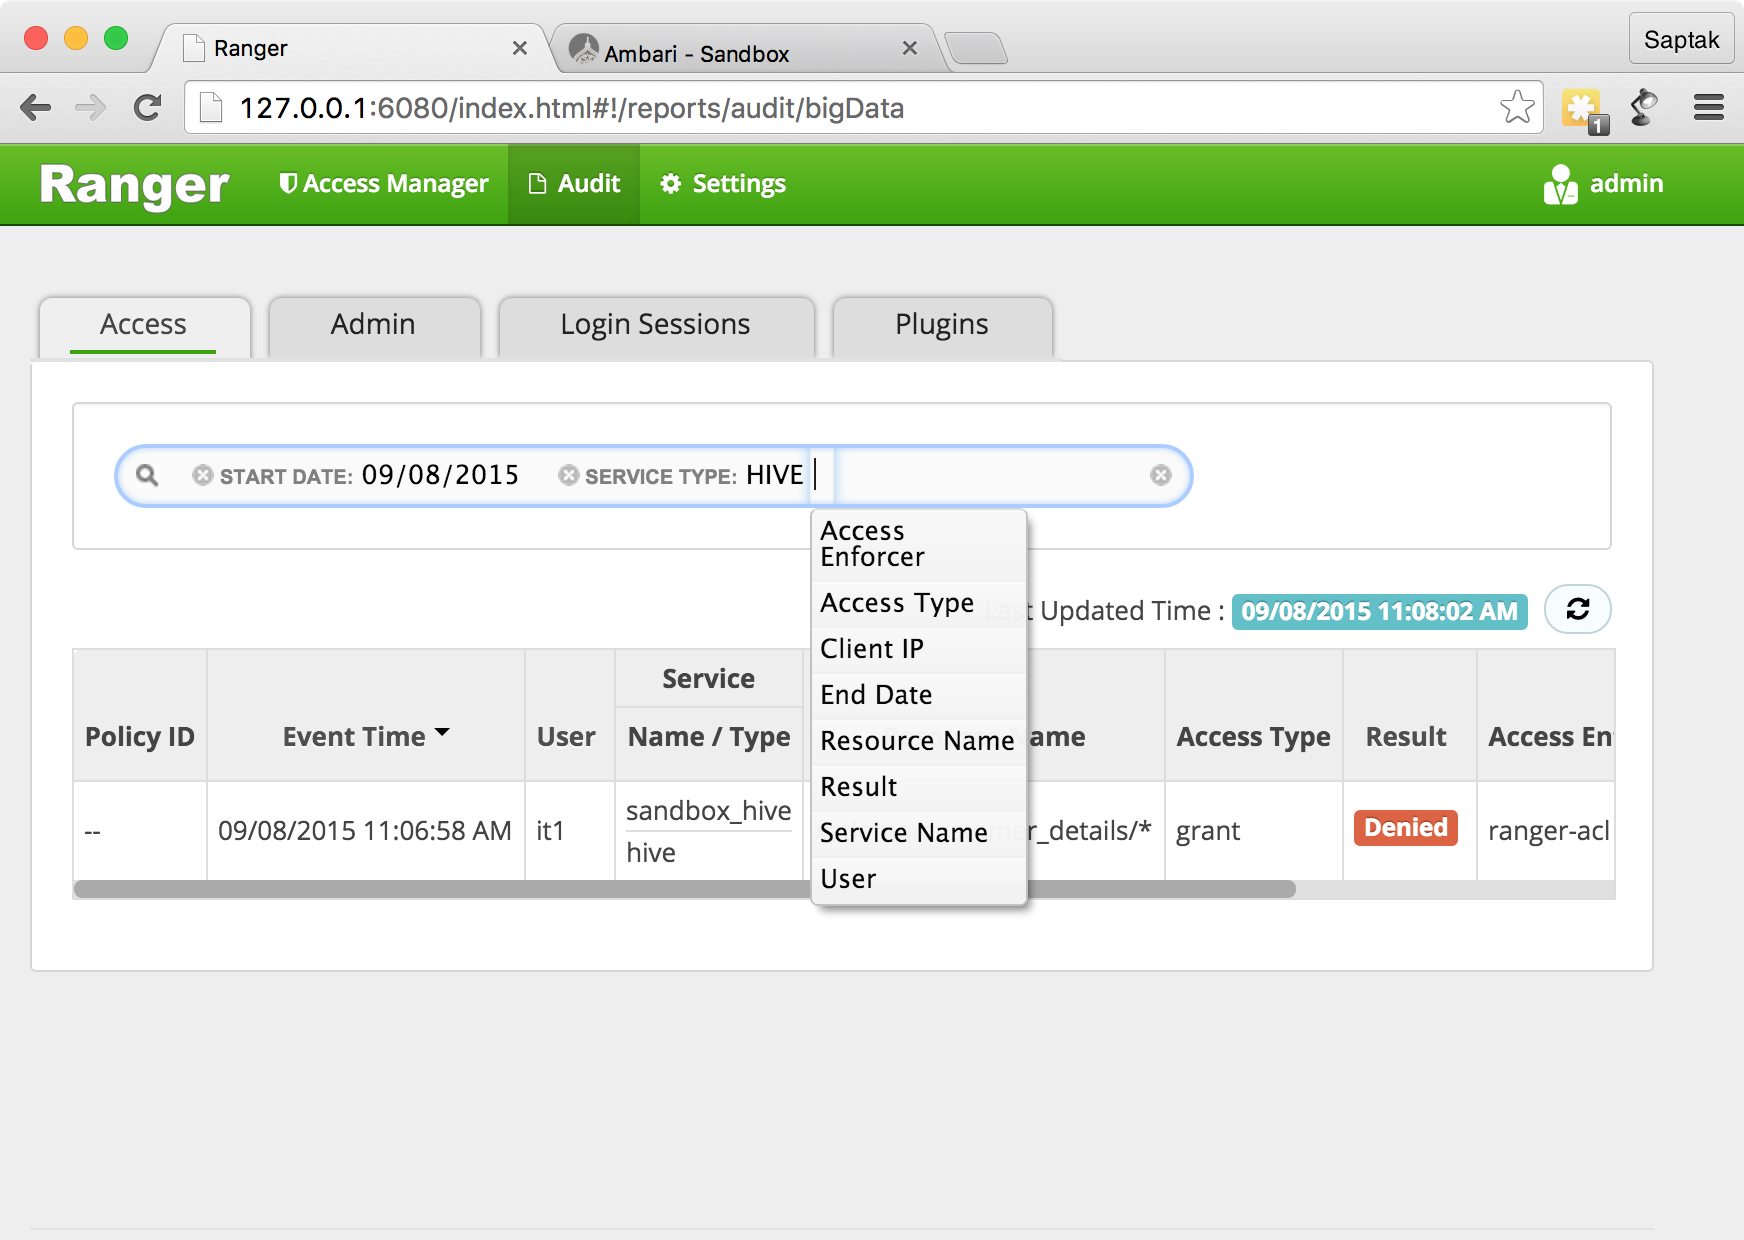 Ranger
Ambari - Sandbox
Saptak
127.0.0.1:6080/index.html#!/reports/audit/bigData
1
Ranger Access Manager Audit Settings admin
Access Admin Login Sessions Plugins
START DATE: 09/08/2015 SERVICE TYPE: HIVE
Access
Enforcer
Access Type
Client IP
End Date
Resource Name
Result
Service Name
User
Last Updated Time : 09/08/2015 11:08:02 AM
Service
Policy ID Event Time User Name / Type ame Access Type Result Access En
-- 09/08/2015 11:06:58 AM it1 sandbox_hive
hive
mer_details/* grant Denied ranger-acl